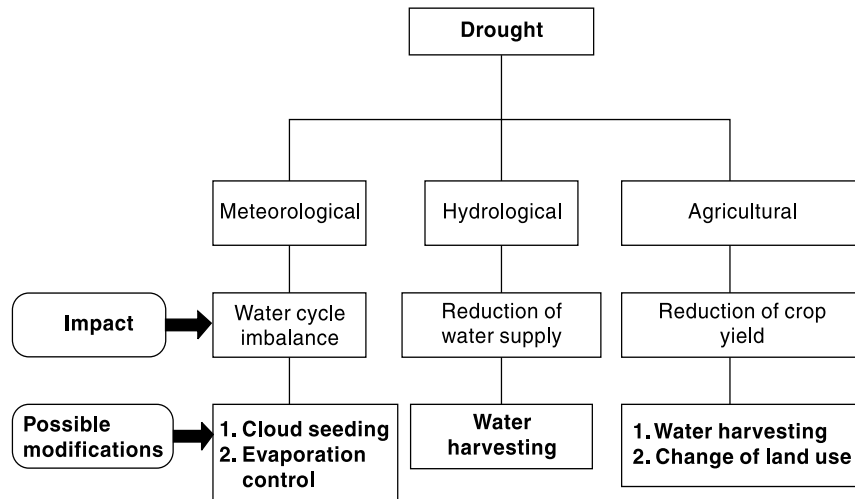 Drought
Meteorological
Hydrological
Agricultural
Impact
Water cycle
imbalance
Reduction of
water supply
Reduction of crop
yield
Possible
modifications
1. Cloud seeding
2. Evaporation
control
Water
harvesting
1. Water harvesting
2. Change of land use